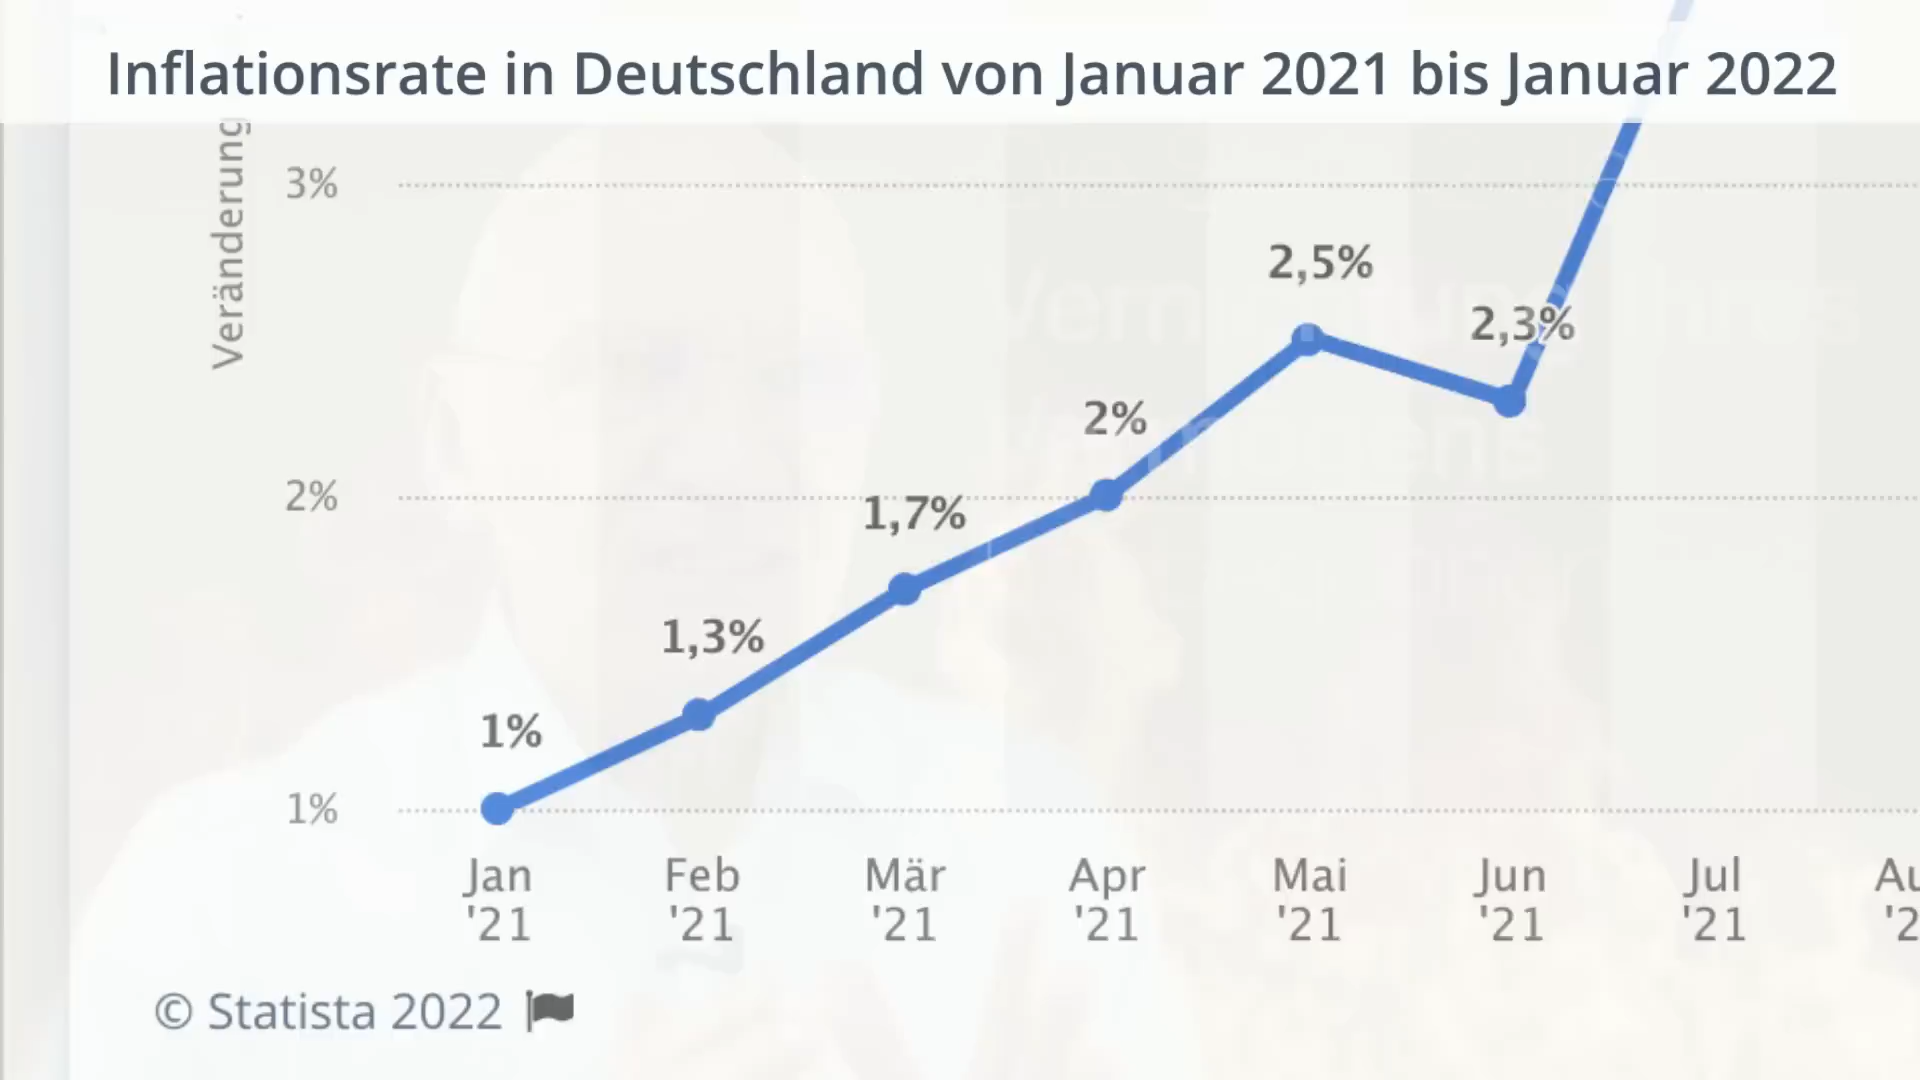 Inflationsrate in Deutschland von Januar 2021 bis Januar 2022
Veränderung
3%
2%
1%
1%
1,3%
1,7%
2%
2,5%
2,3%
Jan '21
Feb '21
Mär '21
Apr '21
Mai '21
Jun '21
Jul '21
© Statista 2022